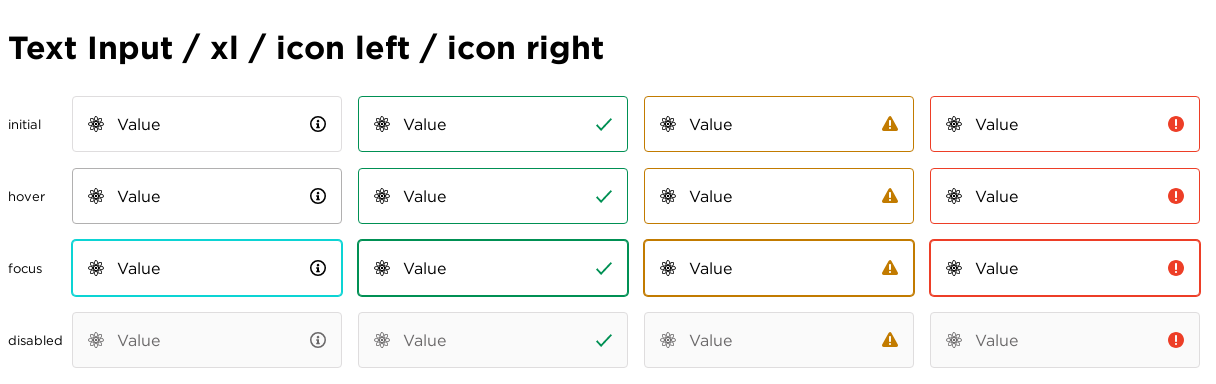 Text Input / xl / icon left / icon right
initial Value Value Value Value
hover Value Value Value Value
focus Value Value Value Value
disabled Value Value Value Value